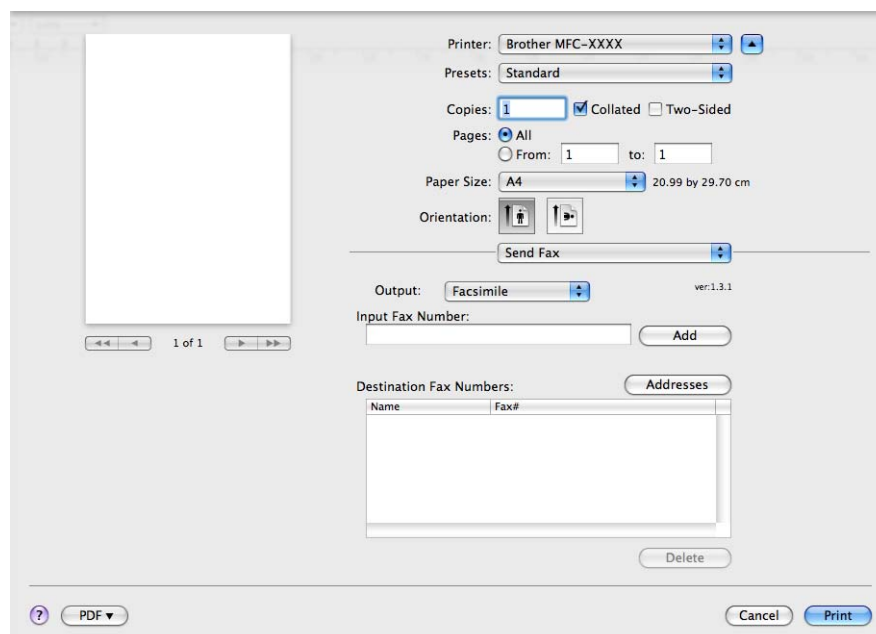 Printer: Brother MFC-XXXX
Presets: Standard
Copies: 1 Collated Two-Sided
Pages: All
From: 1 to: 1
Paper Size: A4 20.99 by 29.70 cm
Orientation:
Send Fax
Output: Facsimile ver:1.3.1
Input Fax Number:
Add
1 of 1
Destination Fax Numbers: Addresses
Name Fax#
Delete
? PDF Cancel Print